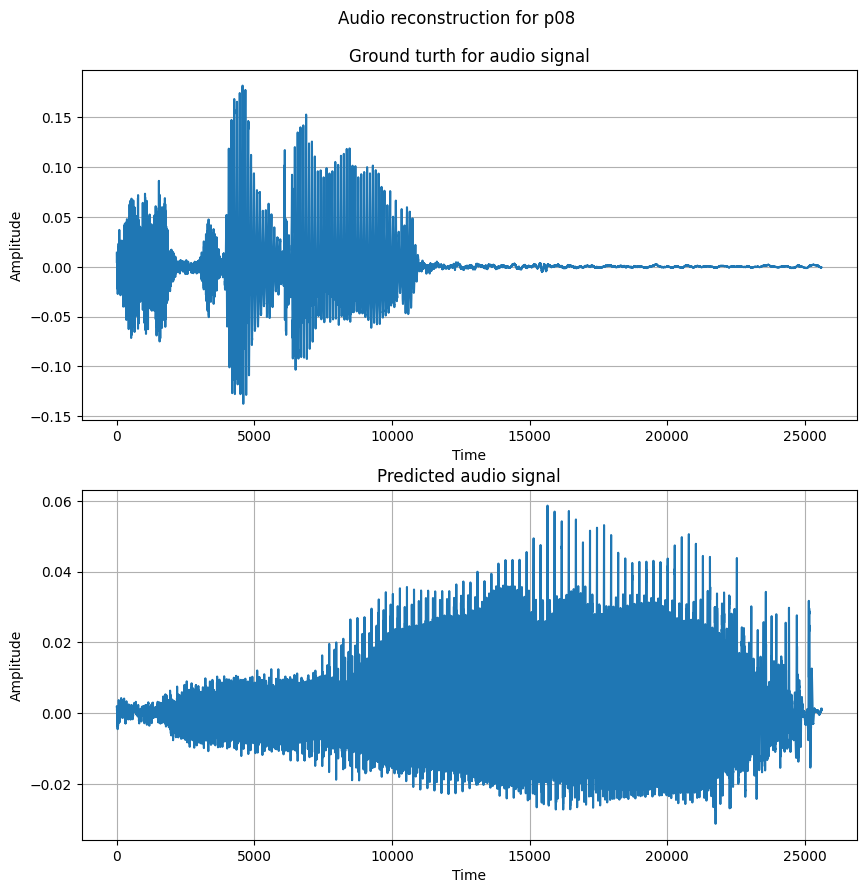 Audio reconstruction for p08
Ground turth for audio signal
0.15
0.10
0.05
0.00
−0.05
−0.10
−0.15
Amplitude
0 5000 10000 15000 20000 25000
Time
Predicted audio signal
0.06
0.04
0.02
0.00
−0.02
Amplitude
0 5000 10000 15000 20000 25000
Time